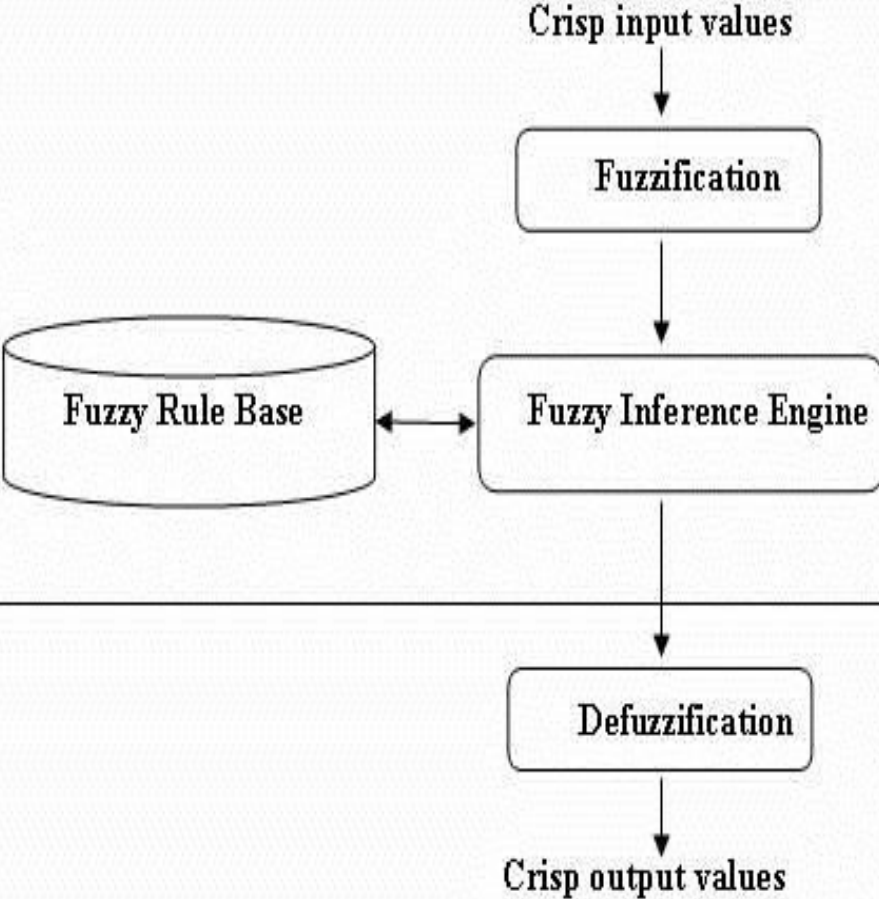 Crisp input values
Fuzzification
Fuzzy Rule Base
Fuzzy Inference Engine
Defuzzification
Crisp output values